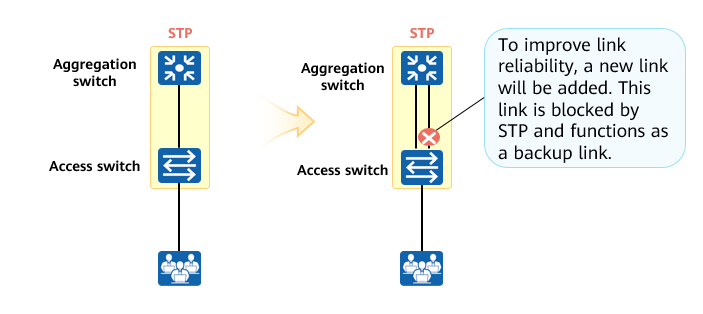 STP
Aggregation
switch
Access switch
STP
Aggregation
switch
Access switch
To improve link
reliability, a new link
will be added. This
link is blocked by
STP and functions as
a backup link.